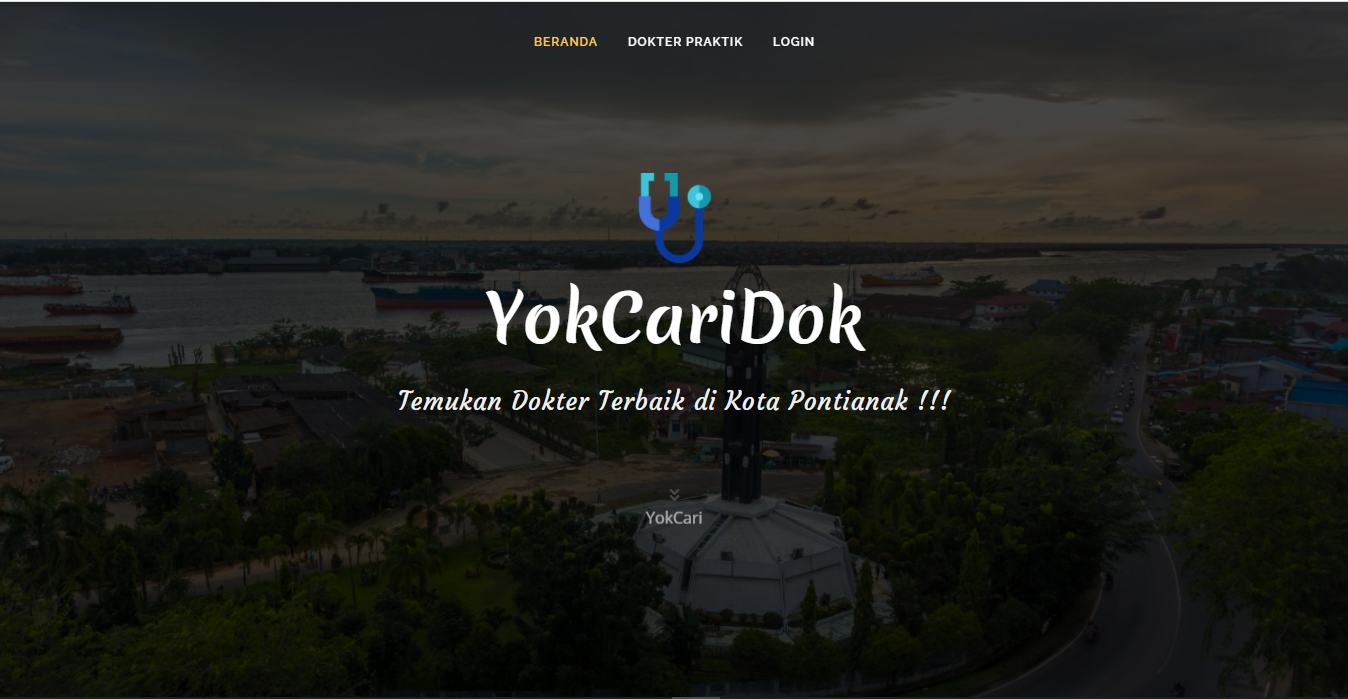 BERANDA DOKTER PRAKTIK LOGIN
YokCariDok
Temukan Dokter Terbaik di Kota Pontianak !!!
YokCari